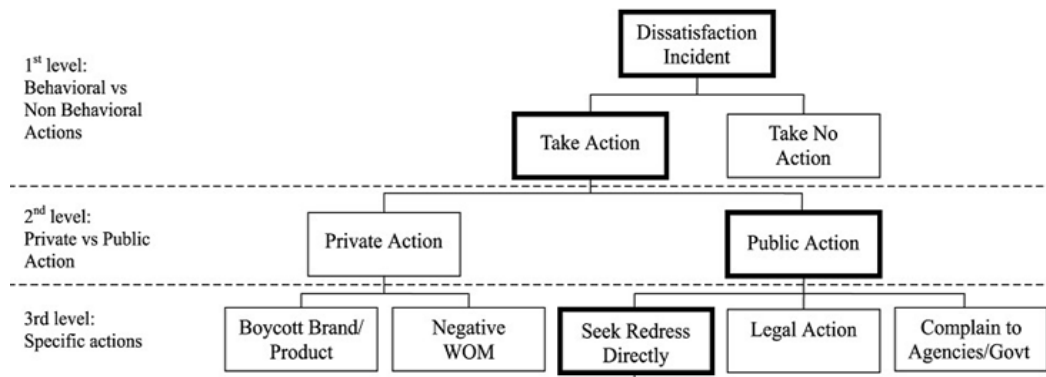 Dissatisfaction
Incident
1st level:
Behavioral vs
Non Behavioral
Actions
Take Action
Take No
Action
2nd level:
Private vs Public
Action
Private Action
Public Action
3rd level:
Specific actions
Boycott Brand/
Product
Negative
WOM
Seek Redress
Directly
Legal Action
Complain to
Agencies/Govt